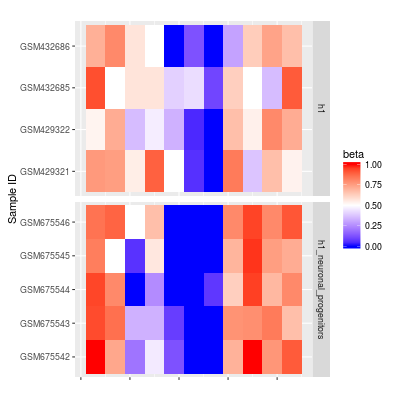 GSM432686
GSM432685
GSM429322
GSM429321
GSM675546
GSM675545
GSM675544
GSM675543
GSM675542
Sample ID
h1
h1_neuronal_progenitors
beta
1.00
0.75
0.50
0.25
0.00